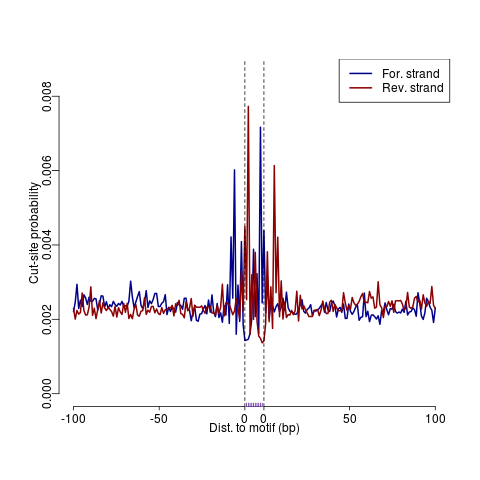 For. strand
Rev. strand
Cut-site probability
0.008
0.006
0.004
0.002
0.000
-100 -50 0 0 50 100
Dist. to motif (bp)